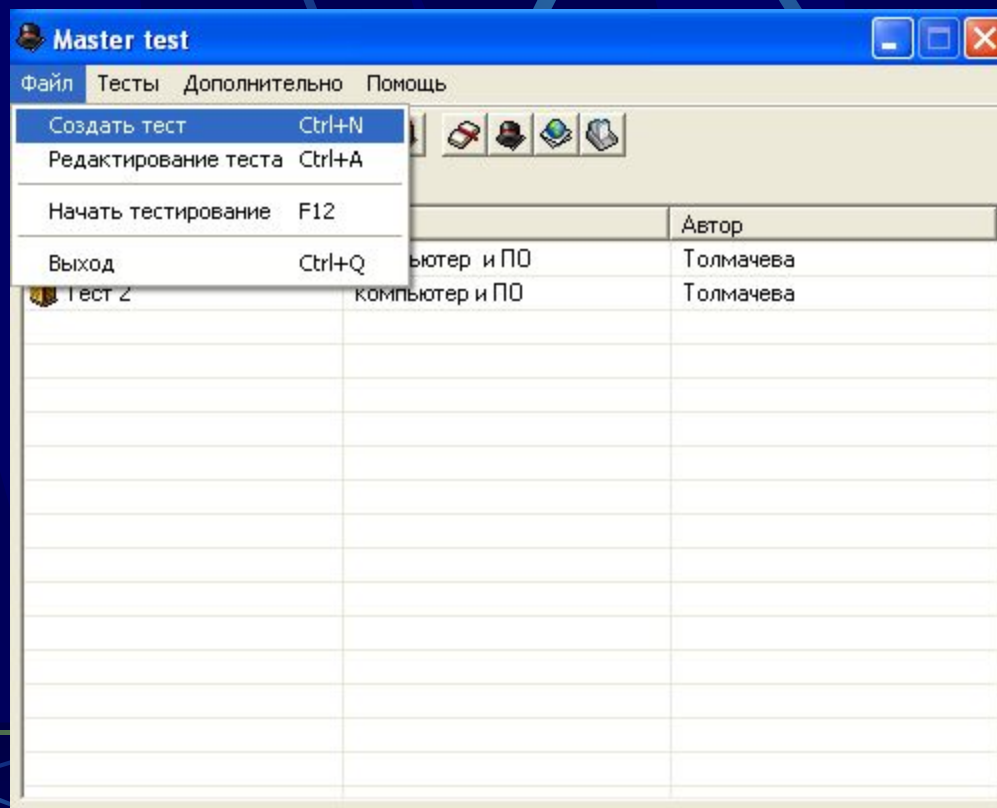 Master test
Файл Тесты Дополнительно Помощь
Создать тест Ctrl+N
Редактирование теста Ctrl+A
Начать тестирование F12
Выход Ctrl+Q
Автор
и ПО Толмачева
Тест 2 компьютер и ПО Толмачева